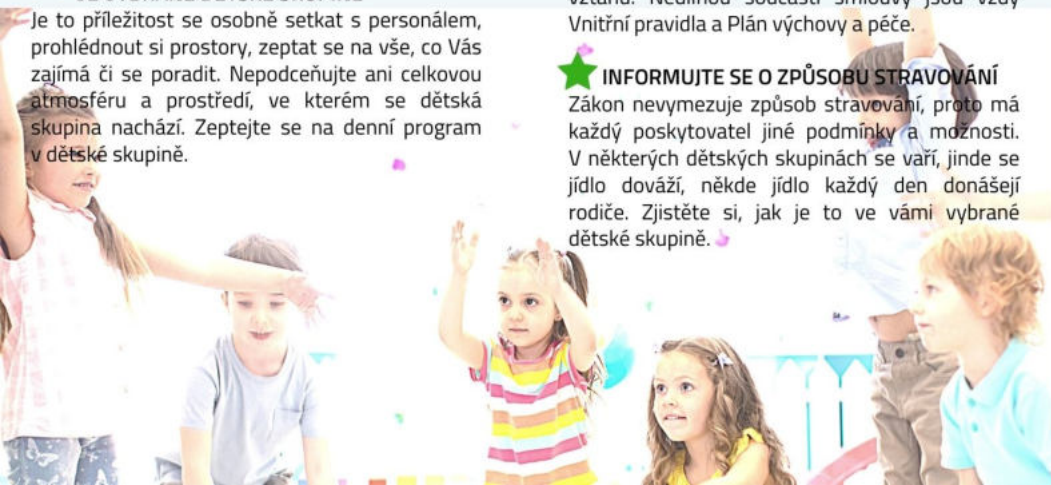 Je to příležitost se osobně setkat s personálem,
prohlédnout si prostory, zeptat se na vše, co Vás
zajímá či se poradit. Nepodceňujte ani celkovou
atmosféru a prostředí, ve kterém se dětská
skupina nachází. Zeptejte se na denní program
v dětské skupině.
Vnitřní pravidla a Plán výchovy a péče.
INFORMUJTE SE O ZPŮSOBU STRAVOVÁNÍ
Zákon nevymezuje způsob stravování, proto má
každý poskytovatel jiné podmínky a možnosti.
V některých dětských skupinách se vaří, jinde se
jídlo dováží, někde jídlo každý den donášejí
rodiče. Zjistěte si, jak je to ve vámi vybrané
dětské skupině.